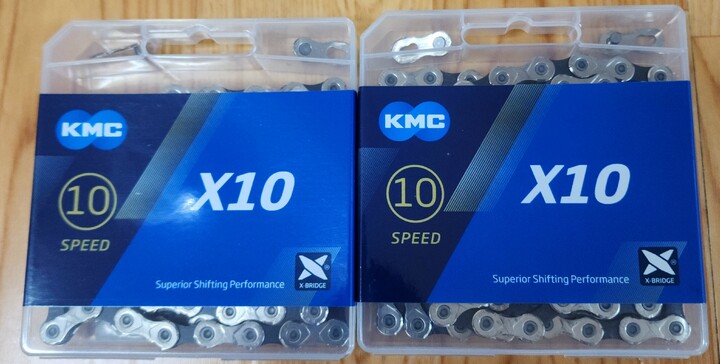 KMC
X10
10
SPEED
Superior Shifting Performance
X-BRIDGE
KMC
X10
10
SPEED
Superior Shifting Performance
X-BRIDGE